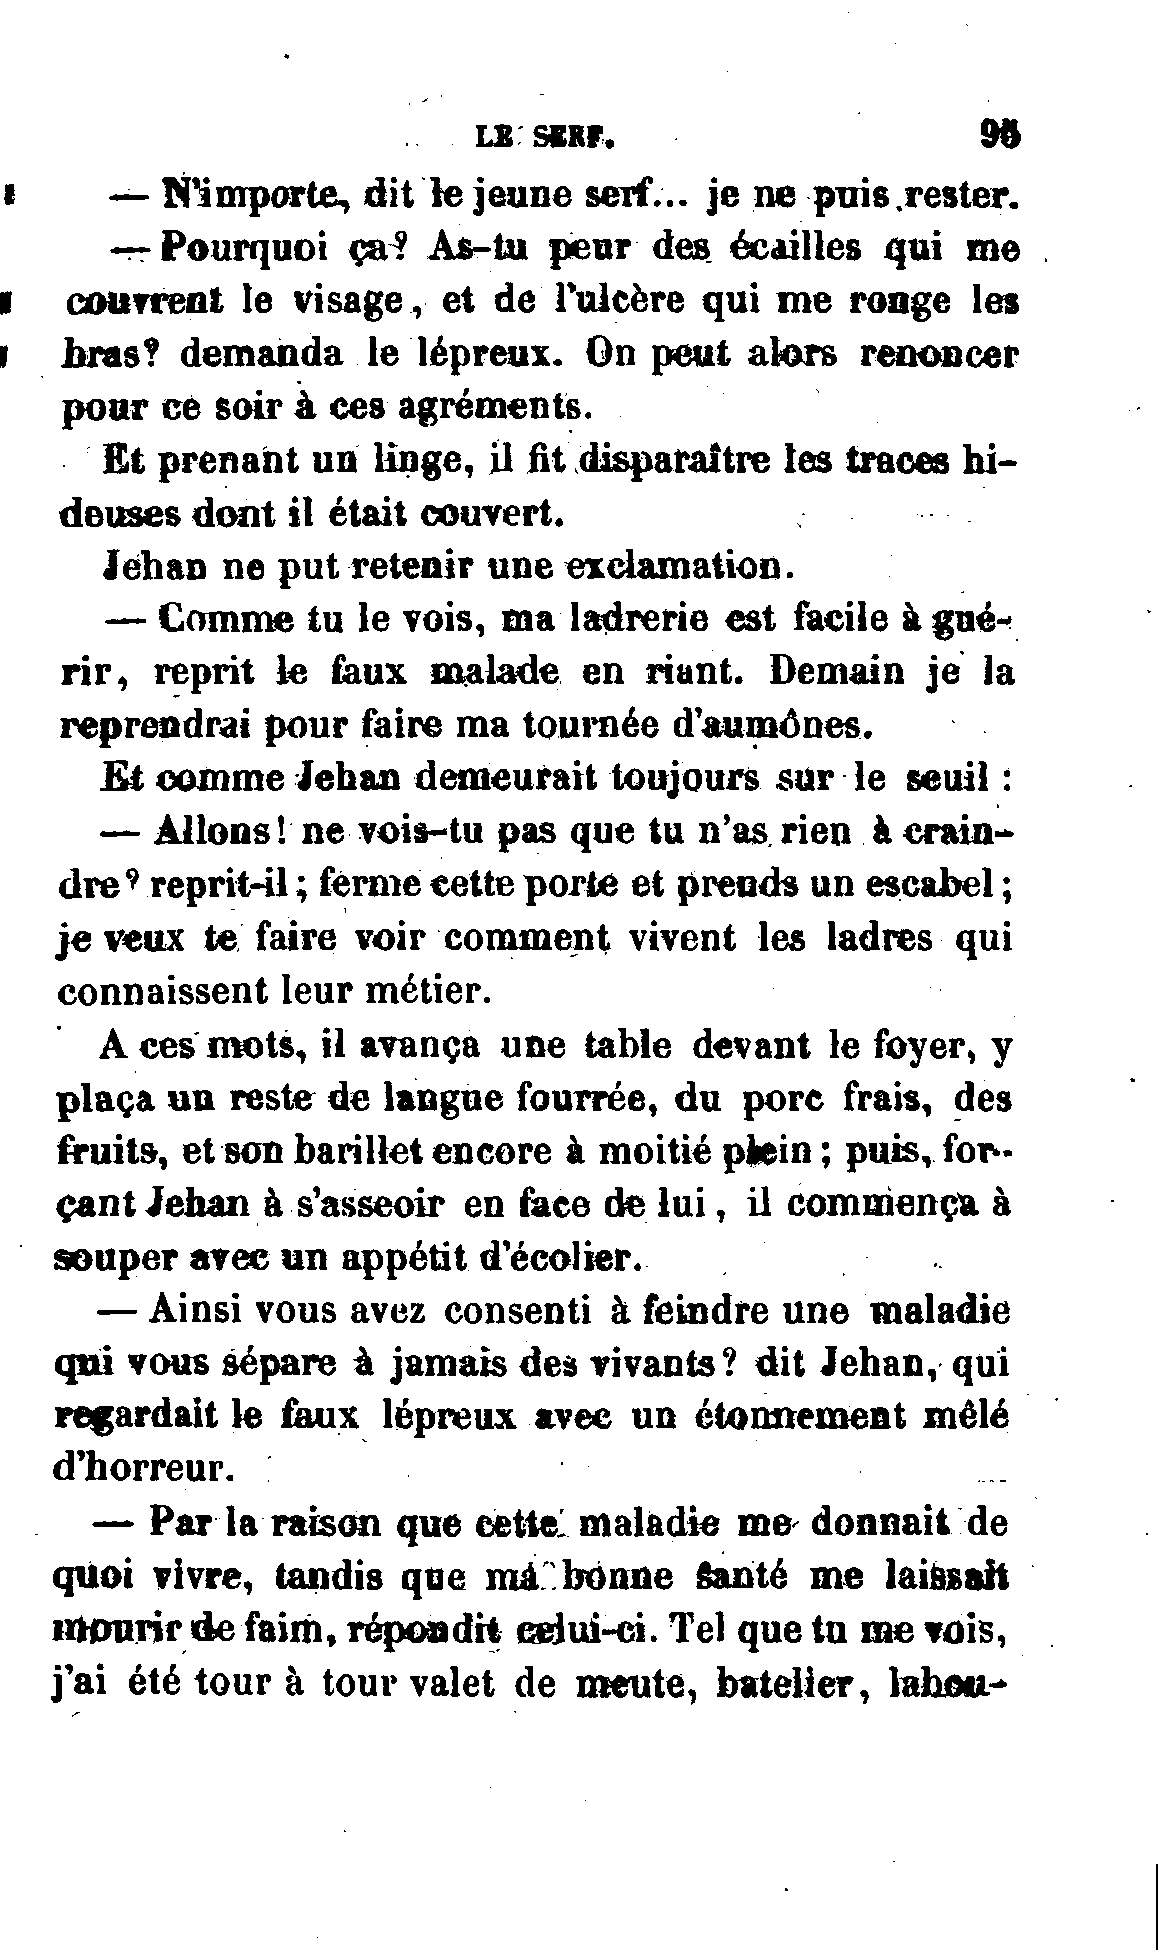 LE SERF. 95
— N'importe, dit le jeune serf... je ne puis rester.
— Pourquoi ça? As-tu peur des écailles qui me
couvrent le visage, et de l'ulcère qui me ronge les
bras? demanda le lépreux. On peut alors renoncer
pour ce soir à ces agréments.
Et prenant un linge, il fit disparaître les traces hi-
deuses dont il était couvert.
Jehan ne put retenir une exclamation.
— Comme tu le vois, ma ladrerie est facile à gué-
rir, reprit le faux malade en riant. Demain je la
reprendrai pour faire ma tournée d'aumônes.
Et comme Jehan demeurait toujours sur le seuil :
— Allons! ne vois-tu pas que tu n'as rien à crain-
dre? reprit-il; ferme cette porte et prends un escabel;
je veux te faire voir comment vivent les ladres qui
connaissent leur métier.
A ces mots, il avança une table devant le foyer, y
plaça un reste de langue fourrée, du porc frais, des
fruits, et son barillet encore à moitié plein; puis, for-
çant Jehan à s'asseoir en face de lui, il commença à
souper avec un appétit d'écolier.
— Ainsi vous avez consenti à feindre une maladie
qui vous sépare à jamais des vivants? dit Jehan, qui
regardait le faux lépreux avec un étonnement mêlé
d'horreur.
— Par la raison que cette maladie me donnait de
quoi vivre, tandis que ma bonne santé me laissait
mourir de faim, répondit celui-ci. Tel que tu me vois,
j'ai été tour à tour valet de meute, batelier, labou-